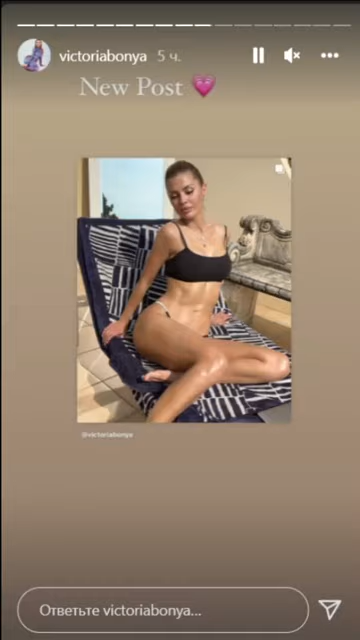 victoriabonya 5 ч.
New Post 💗
@victoriabonya
Ответьте victoriabonya...